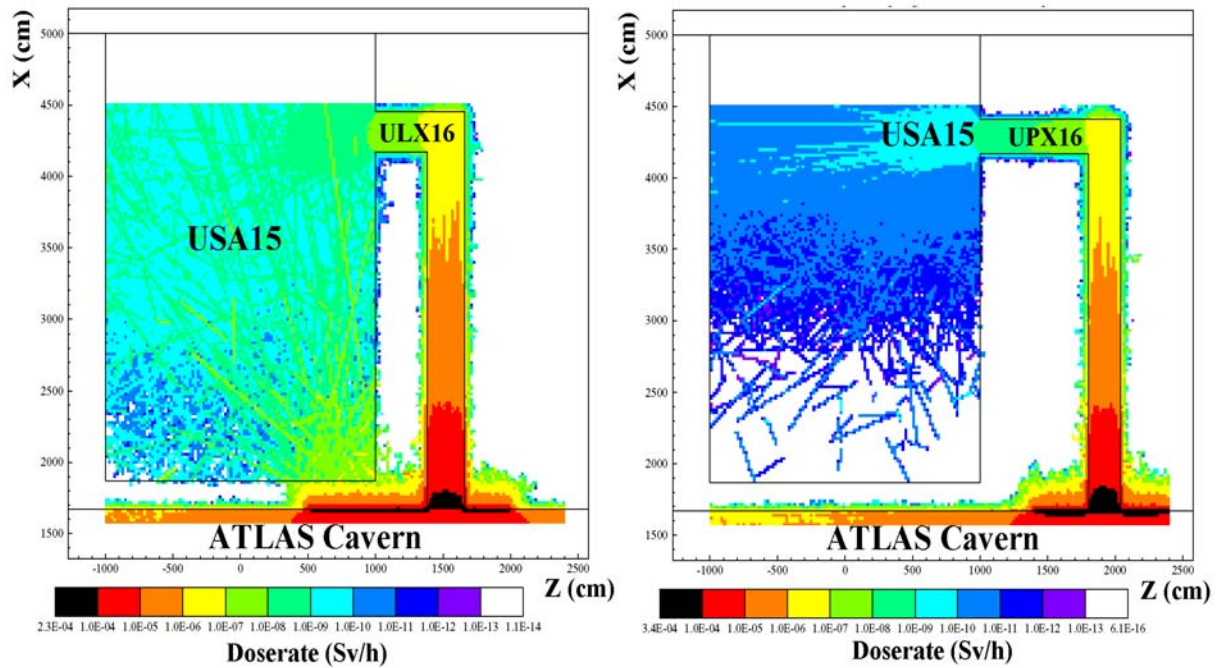 X (cm)
5000
4500
4000
3500
3000
2500
2000
1500
ULX16
USA15
ATLAS Cavern
-1000 -500 0 500 1000 1500 2000 2500
Z (cm)
2.3E-04 1.0E-04 1.0E-05 1.0E-06 1.0E-07 1.0E-08 1.0E-09 1.0E-10 1.0E-11 1.0E-12 1.0E-13 1.1E-14
Doserate (Sv/h)
X (cm)
5000
4500
4000
3500
3000
2500
2000
1500
USA15 UPX16
ATLAS Cavern
-1000 -500 0 500 1000 1500 2000 2500
Z (cm)
3.4E-04 1.0E-04 1.0E-05 1.0E-06 1.0E-07 1.0E-08 1.0E-09 1.0E-10 1.0E-11 1.0E-12 1.0E-13 6.1E-16
Doserate (Sv/h)